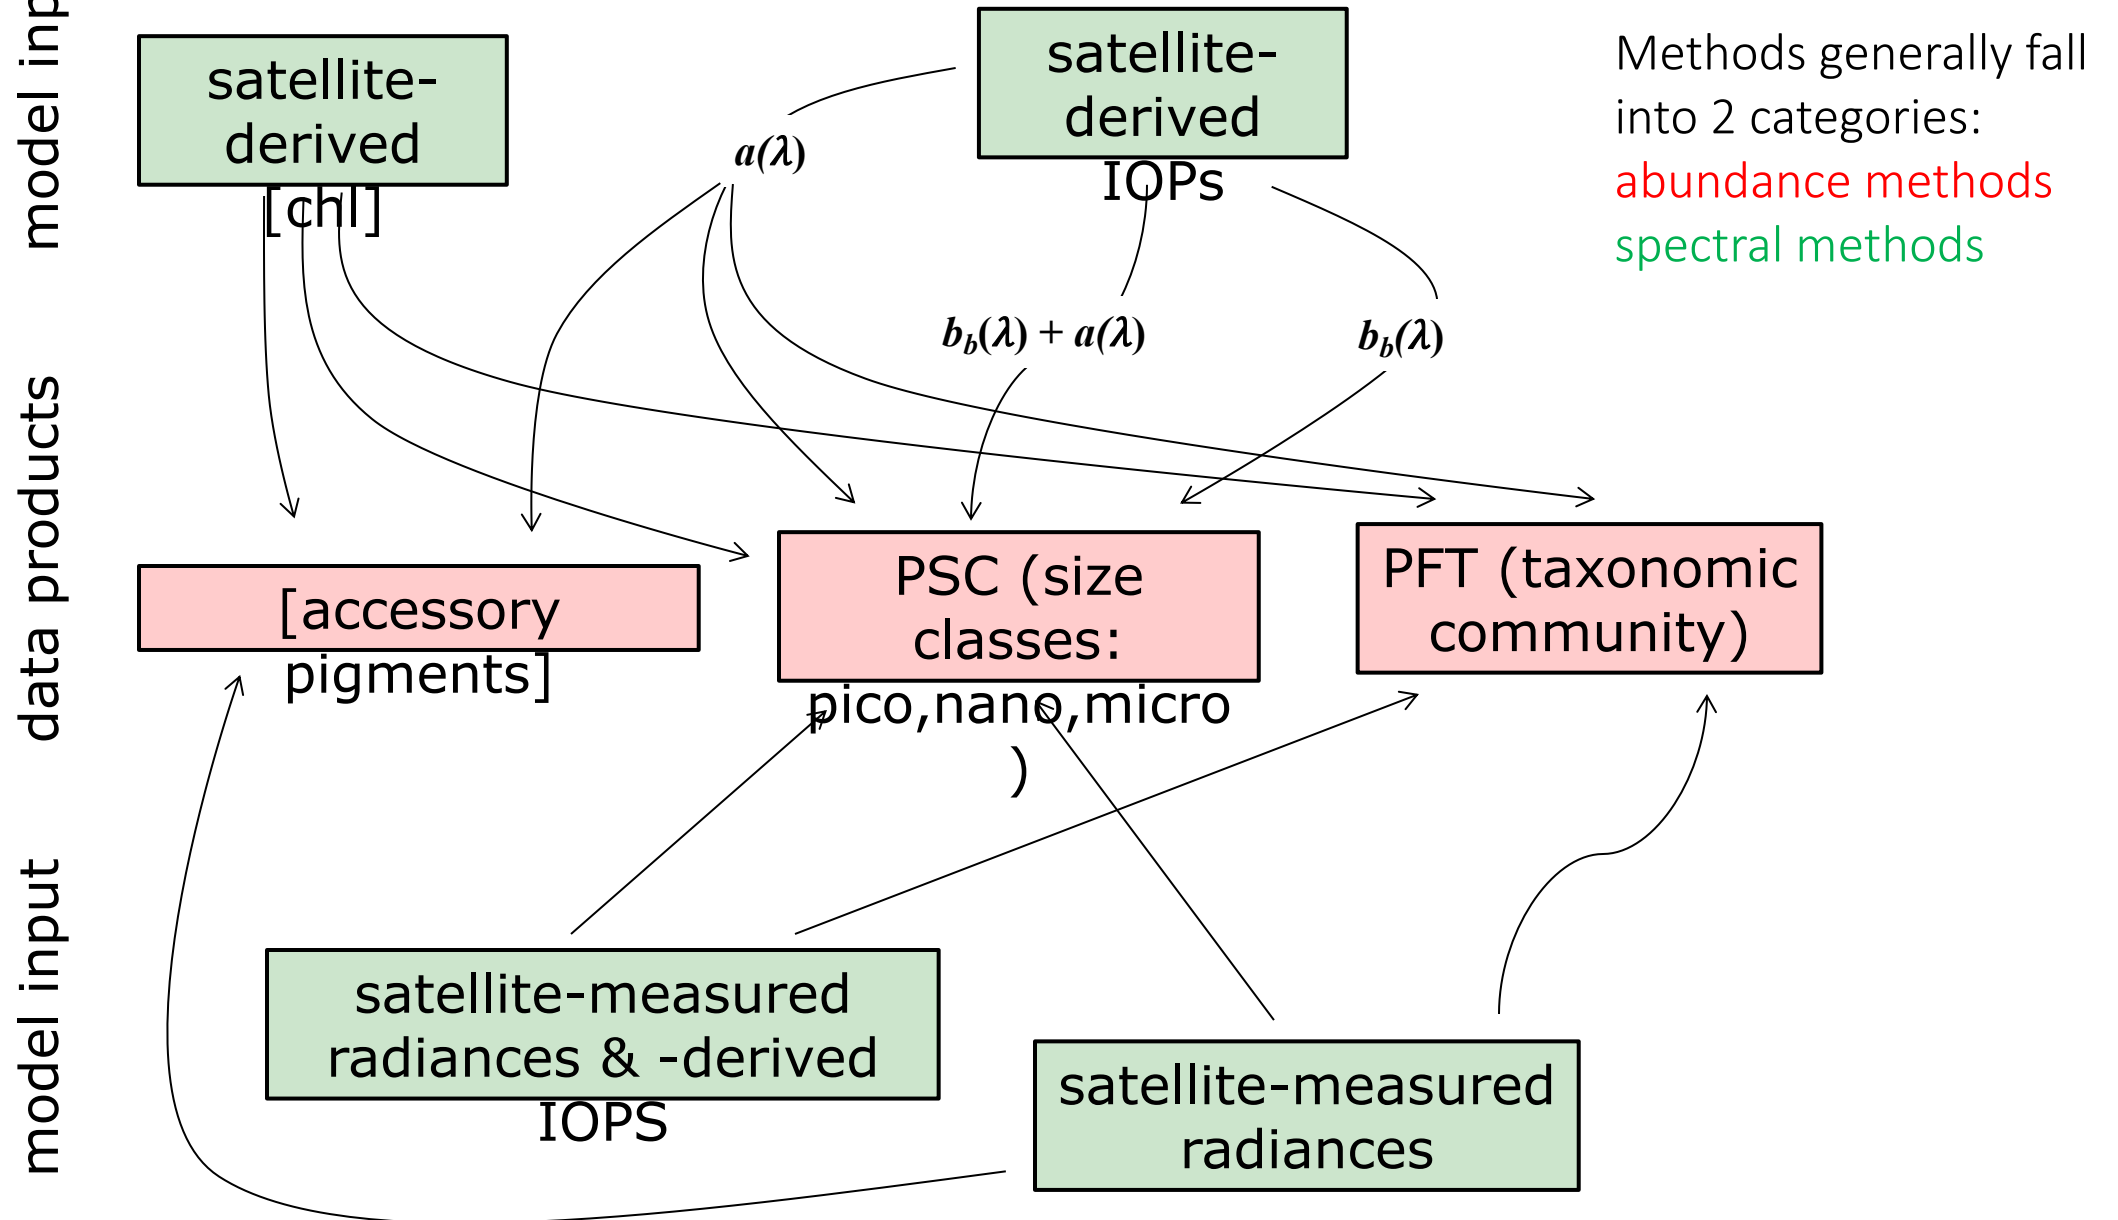 model inp
satellite-
derived
[chl]
satellite-
derived
IOPs
Methods generally fall
into 2 categories:
abundance methods
spectral methods
a(λ)
b_b(λ) + a(λ)
b_b(λ)
data products
[accessory
pigments]
PSC (size
classes:
pico,nano,micro
)
PFT (taxonomic
community)
model input
satellite-measured
radiances & -derived
IOPS
satellite-measured
radiances